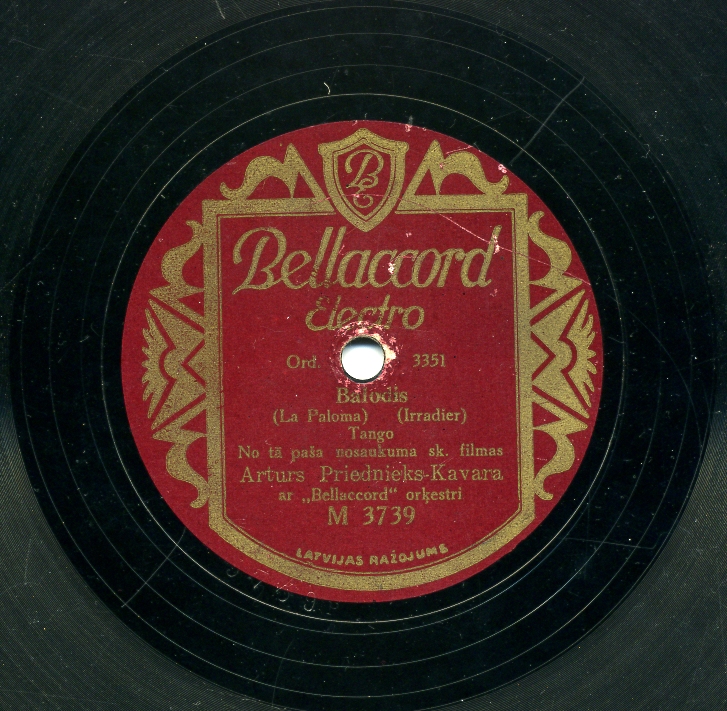 B
Bellaccord
Electro
Ord. 3351
Balodis
(La Paloma) (Irradier)
Tango
No tā paša nosaukuma sk. filmas
Arturs Priednieks-Kavara
ar „Bellaccord“ orķestri
M 3739
LATVIJAS RAŽOJUMS